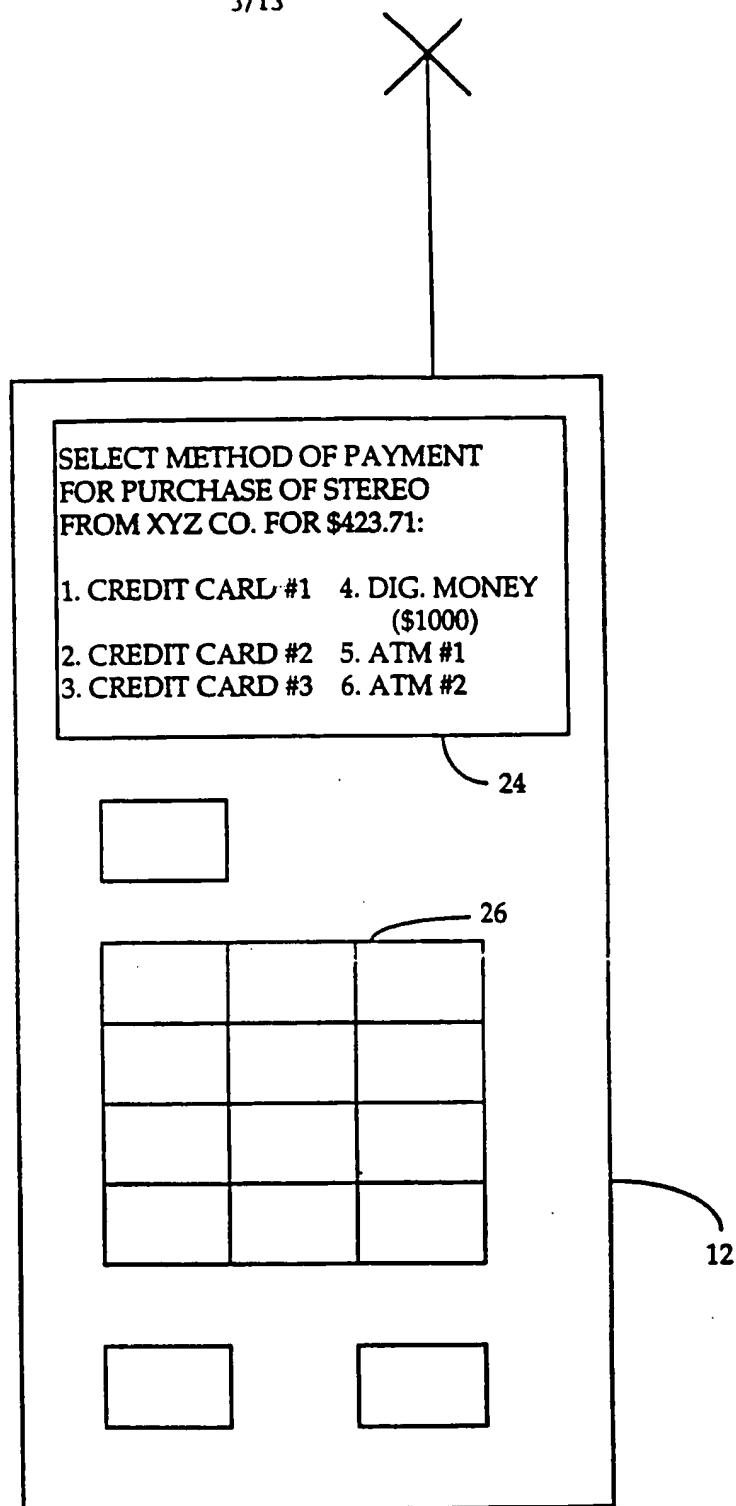 SELECT METHOD OF PAYMENT
FOR PURCHASE OF STEREO
FROM XYZ CO. FOR $423.71:
1. CREDIT CARD #1 4. DIG. MONEY
($1000)
2. CREDIT CARD #2 5. ATM #1
3. CREDIT CARD #3 6. ATM #2
24
26
12